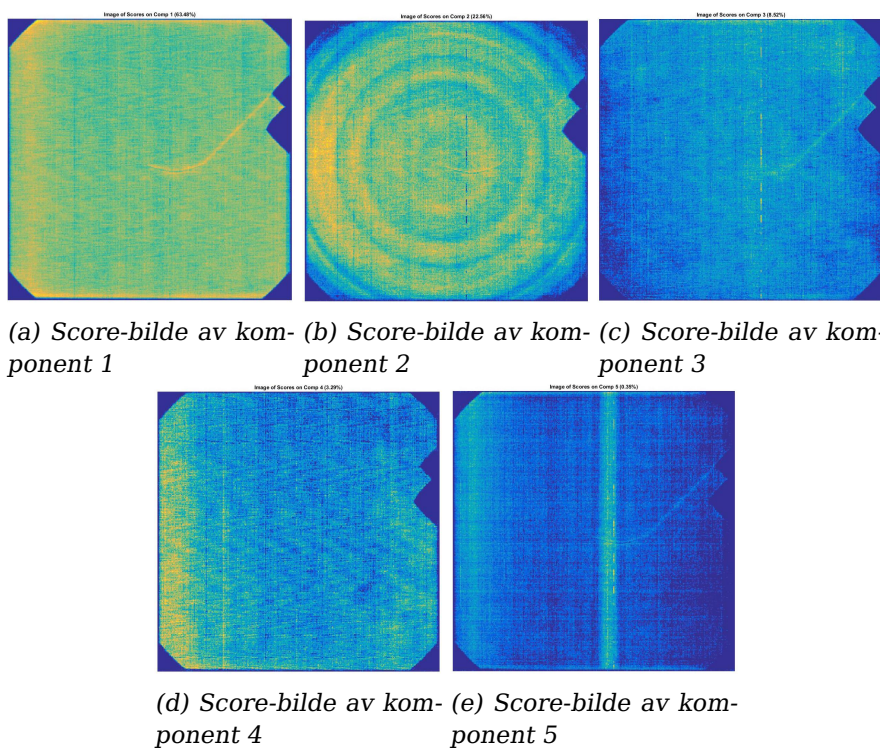 Image of Scores on Comp 1 (63.48%)
Image of Scores on Comp 2 (22.56%)
Image of Scores on Comp 3 (8.52%)
(a) Score-bilde av kom-
ponent 1
(b) Score-bilde av kom-
ponent 2
(c) Score-bilde av kom-
ponent 3
Image of Scores on Comp 4 (3.29%)
Image of Scores on Comp 5 (0.35%)
(d) Score-bilde av kom-
ponent 4
(e) Score-bilde av kom-
ponent 5